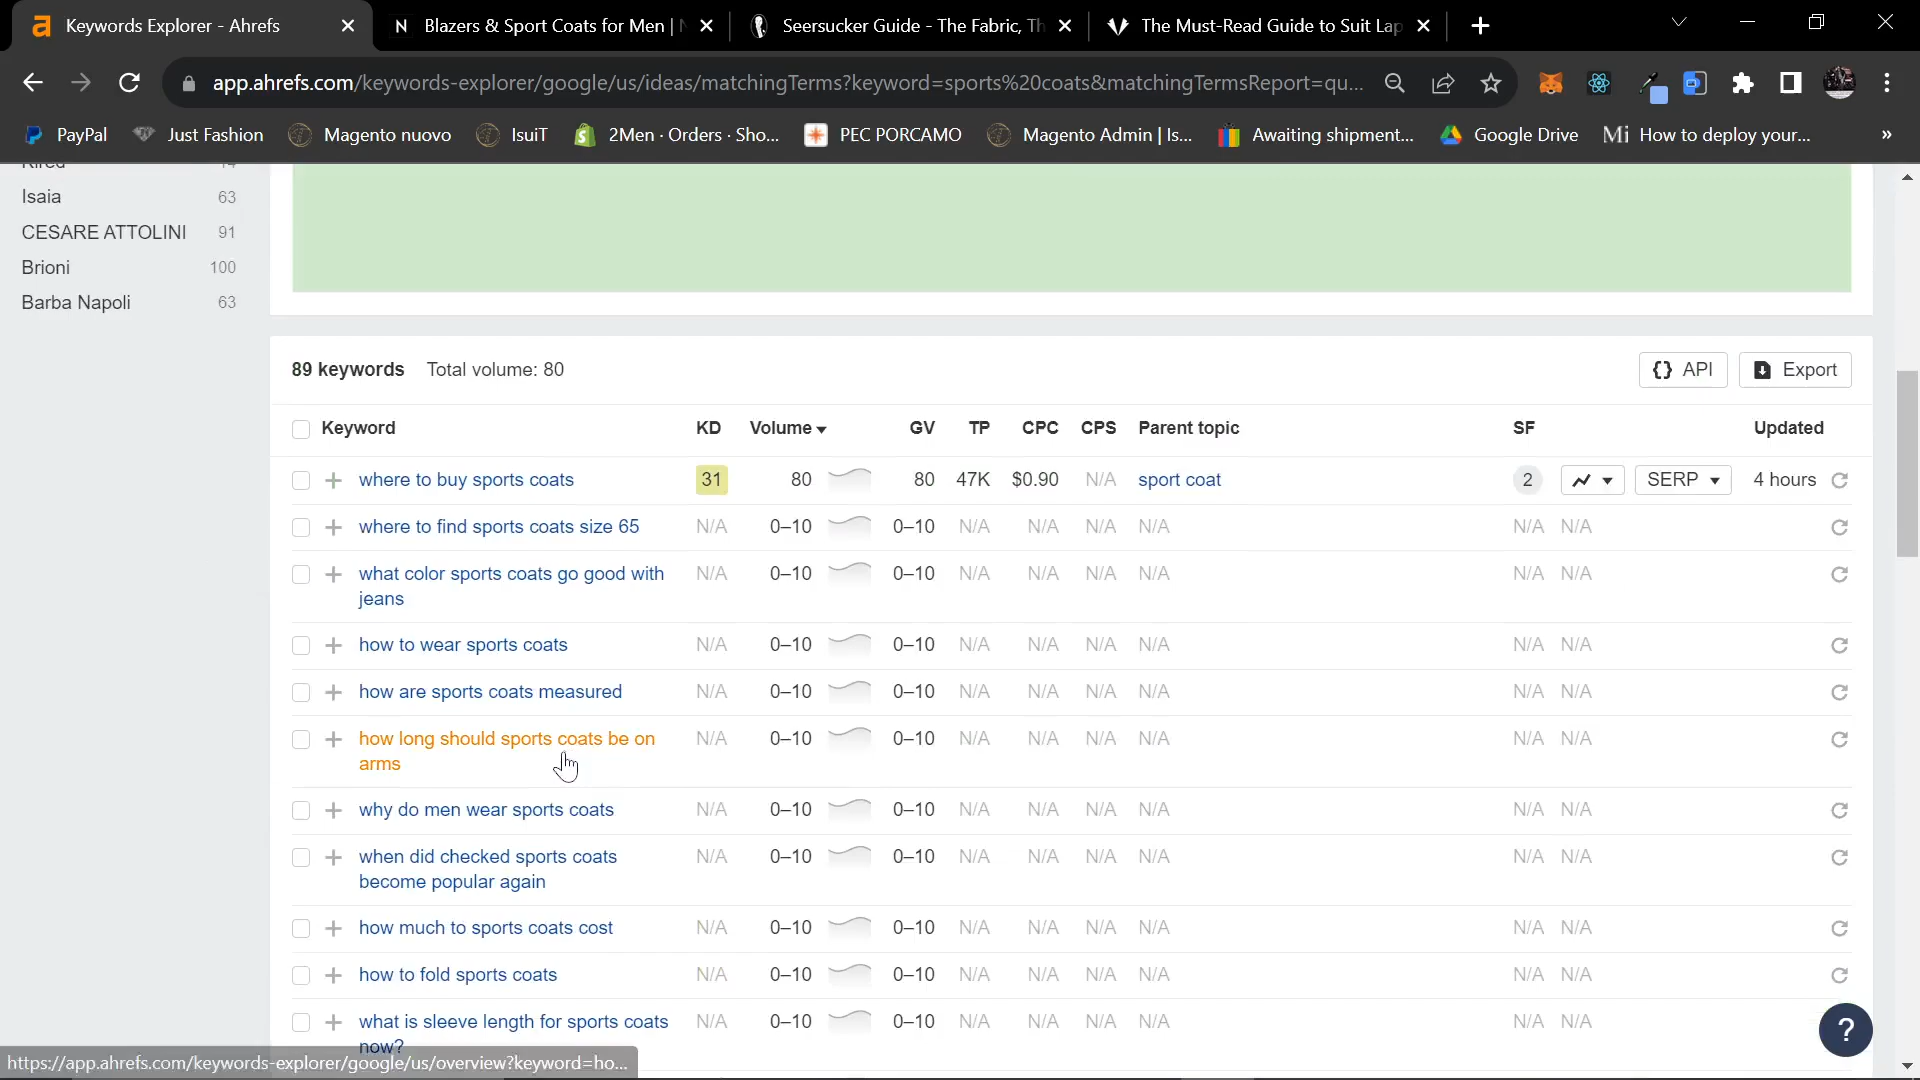 Keywords Explorer - Ahrefs
Blazers & Sport Coats for Men |
Seersucker Guide - The Fabric, Th
The Must-Read Guide to Suit Lap
app.ahrefs.com/keywords-explorer/google/us/ideas/matchingTerms?keyword=sports%20coats&matchingTermsReport=qu...
PayPal
Just Fashion
Magento nuovo
IsuiT
2Men · Orders · Sho...
PEC PORCAMO
Magento Admin | Is...
Awaiting shipment...
Google Drive
Mi How to deploy your...
»
Isaia 63
CESARE ATTOLINI 91
Brioni 100
Barba Napoli 63
89 keywords Total volume: 80
{} API
Export
Keyword KD Volume GV TP CPC CPS Parent topic SF Updated
where to buy sports coats 31 80 80 47K $0.90 N/A sport coat 2 SERP 4 hours
where to find sports coats size 65 N/A 0–10 0–10 N/A N/A N/A N/A N/A N/A
what color sports coats go good with N/A 0–10 0–10 N/A N/A N/A N/A N/A N/A
jeans
how to wear sports coats N/A 0–10 0–10 N/A N/A N/A N/A N/A N/A
how are sports coats measured N/A 0–10 0–10 N/A N/A N/A N/A N/A N/A
how long should sports coats be on N/A 0–10 0–10 N/A N/A N/A N/A N/A N/A
arms
why do men wear sports coats N/A 0–10 0–10 N/A N/A N/A N/A N/A N/A
when did checked sports coats N/A 0–10 0–10 N/A N/A N/A N/A N/A N/A
become popular again
how much to sports coats cost N/A 0–10 0–10 N/A N/A N/A N/A N/A N/A
how to fold sports coats N/A 0–10 0–10 N/A N/A N/A N/A N/A N/A
what is sleeve length for sports coats N/A 0–10 0–10 N/A N/A N/A N/A N/A N/A
now?
?
https://app.ahrefs.com/keywords-explorer/google/us/overview?keyword=ho...